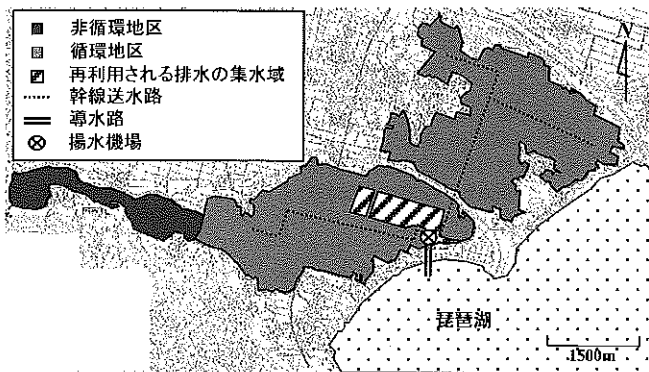 非循環地区
循環地区
再利用される排水の集水域
幹線送水路
導水路
揚水機場
N
琵琶湖
1500m